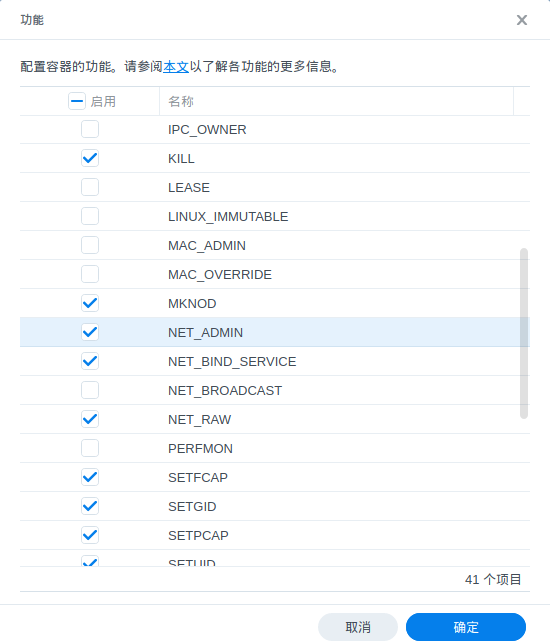 功能
配置容器的功能。请参阅本文以了解各功能的更多信息。
启用 名称
IPC_OWNER
KILL
LEASE
LINUX_IMMUTABLE
MAC_ADMIN
MAC_OVERRIDE
MKNOD
NET_ADMIN
NET_BIND_SERVICE
NET_BROADCAST
NET_RAW
PERFMON
SETFCAP
SETGID
SETPCAP
SETUID
41 个项目
取消 确定